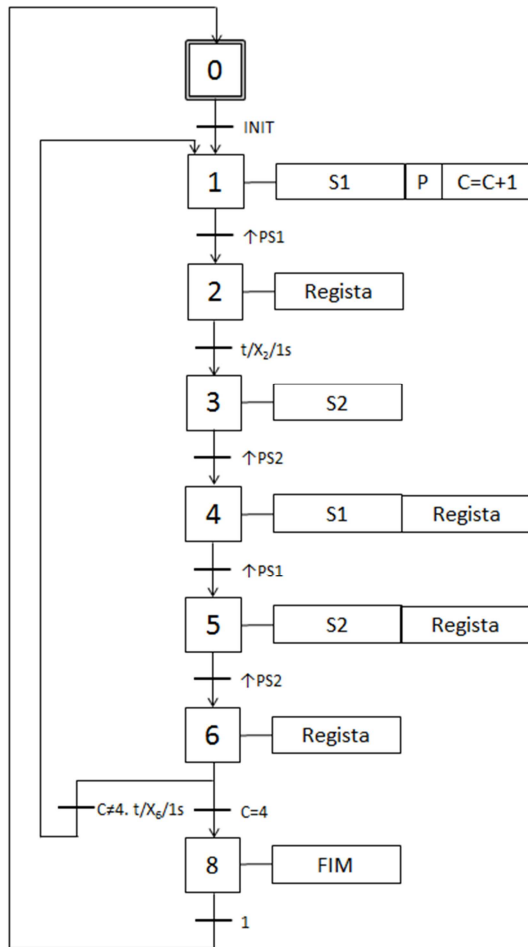 0
INIT
1 S1 P C=C+1
↑PS1
2 Regista
t/X₂/1s
3 S2
↑PS2
4 S1 Regista
↑PS1
5 S2 Regista
↑PS2
6 Regista
C≠4. t/X₆/1s C=4
8 FIM
1